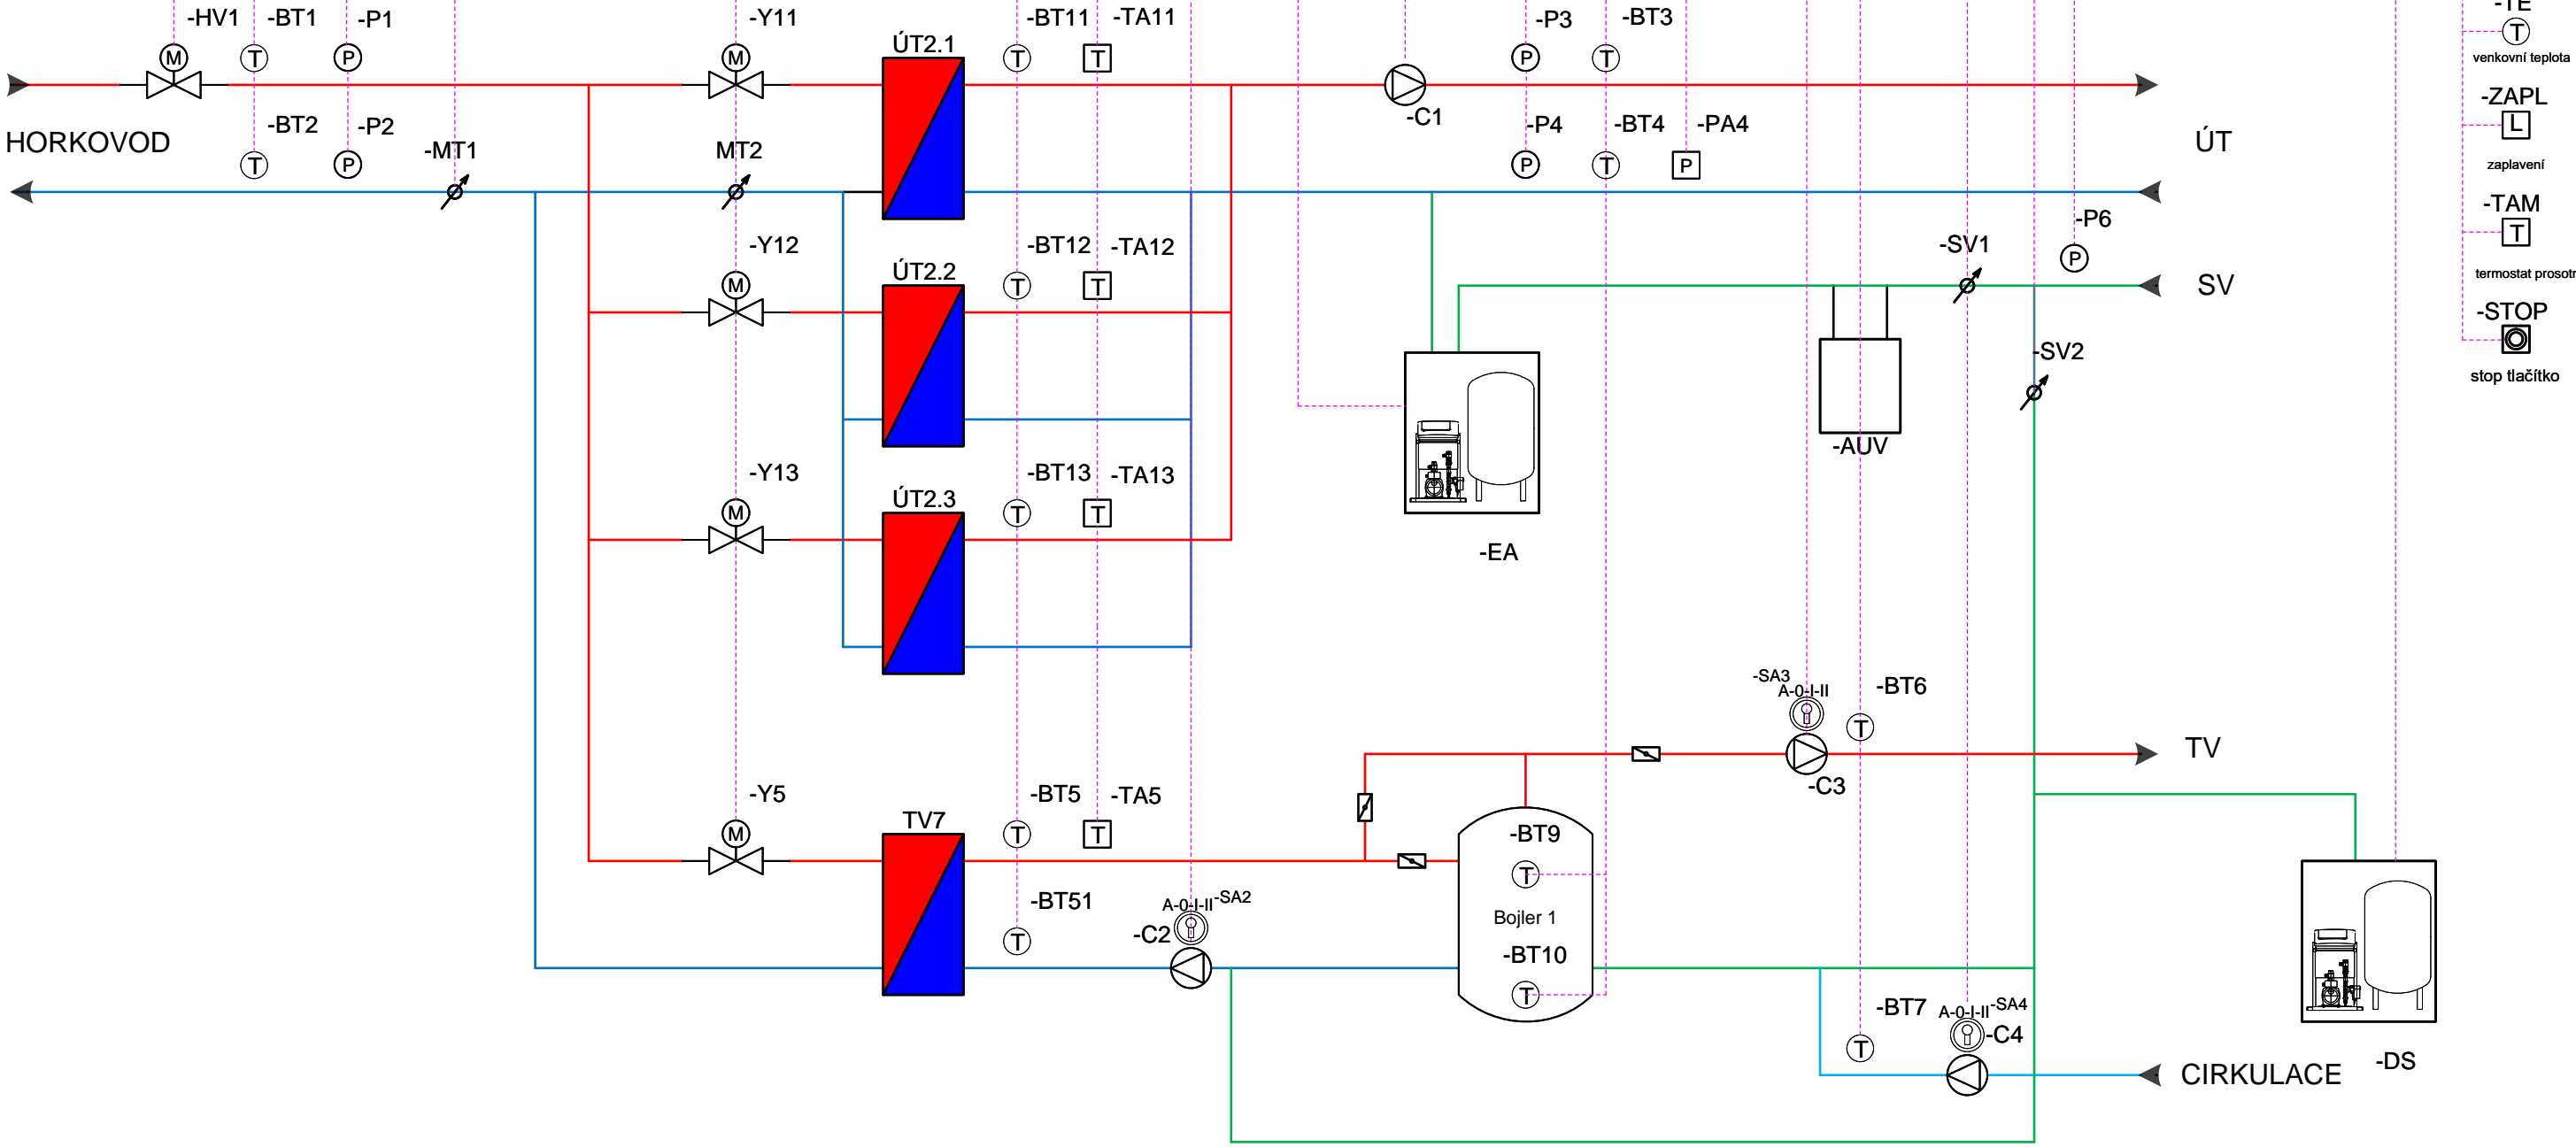 -HV1
-BT1
-P1
-Y11
-BT11
-TA11
-P3
-BT3
-TE
M
T
P
M
ÚT2.1
T
T
P
T
T
venkovní teplota
-ZAPL
L
-BT2
-P2
-C1
-P4
-BT4
-PA4
HORKOVOD
-MT1
MT2
ÚT
T
P
P
T
P
zaplavení
-TAM
T
-Y12
-BT12
-TA12
-SV1
-P6
M
ÚT2.2
T
T
P
SV
termostat prosotr
-STOP
-SV2
stop tlačítko
-AUV
-Y13
-BT13
-TA13
M
ÚT2.3
T
T
-EA
-SA3
A-0-I-II
-BT6
T
TV
-C3
-Y5
-BT5
-TA5
M
TV7
T
T
-BT9
T
-BT51
A-0-I-II
-SA2
Bojler 1
-C2
T
-BT10
T
-BT7
A-0-I-II
-SA4
-C4
T
-DS
CIRKULACE